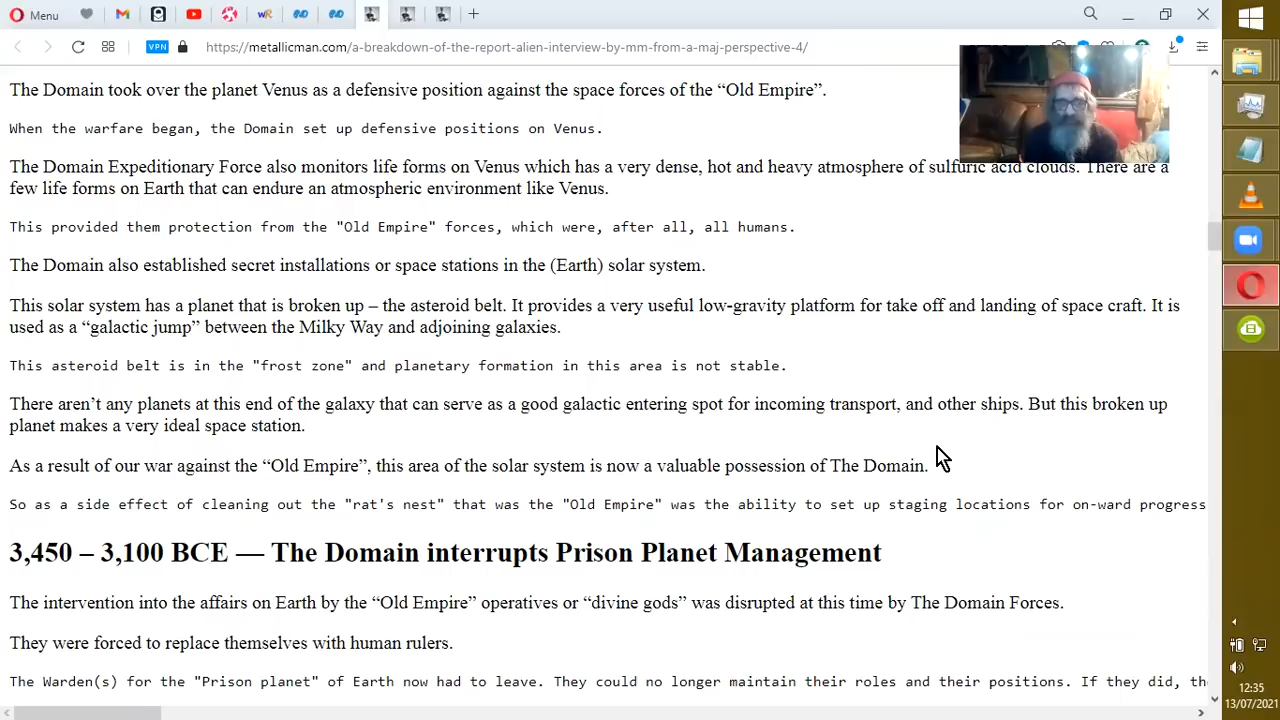 Menu
VPN
https://metallicman.com/a-breakdown-of-the-report-alien-interview-by-mm-from-a-maj-perspective-4/
The Domain took over the planet Venus as a defensive position against the space forces of the “Old Empire”.
When the warfare began, the Domain set up defensive positions on Venus.
The Domain Expeditionary Force also monitors life forms on Venus which has a very dense, hot and heavy atmosphere of sulfuric acid clouds. There are a
few life forms on Earth that can endure an atmospheric environment like Venus.
This provided them protection from the "Old Empire" forces, which were, after all, all humans.
The Domain also established secret installations or space stations in the (Earth) solar system.
This solar system has a planet that is broken up – the asteroid belt. It provides a very useful low-gravity platform for take off and landing of space craft. It is
used as a “galactic jump” between the Milky Way and adjoining galaxies.
This asteroid belt is in the "frost zone" and planetary formation in this area is not stable.
There aren’t any planets at this end of the galaxy that can serve as a good galactic entering spot for incoming transport, and other ships. But this broken up
planet makes a very ideal space station.
As a result of our war against the “Old Empire”, this area of the solar system is now a valuable possession of The Domain.
So as a side effect of cleaning out the "rat's nest" that was the "Old Empire" was the ability to set up staging locations for on-ward progress
3,450 – 3,100 BCE — The Domain interrupts Prison Planet Management
The intervention into the affairs on Earth by the “Old Empire” operatives or “divine gods” was disrupted at this time by The Domain Forces.
They were forced to replace themselves with human rulers.
The Warden(s) for the "Prison planet" of Earth now had to leave. They could no longer maintain their roles and their positions. If they did, th
12:35
13/07/2021